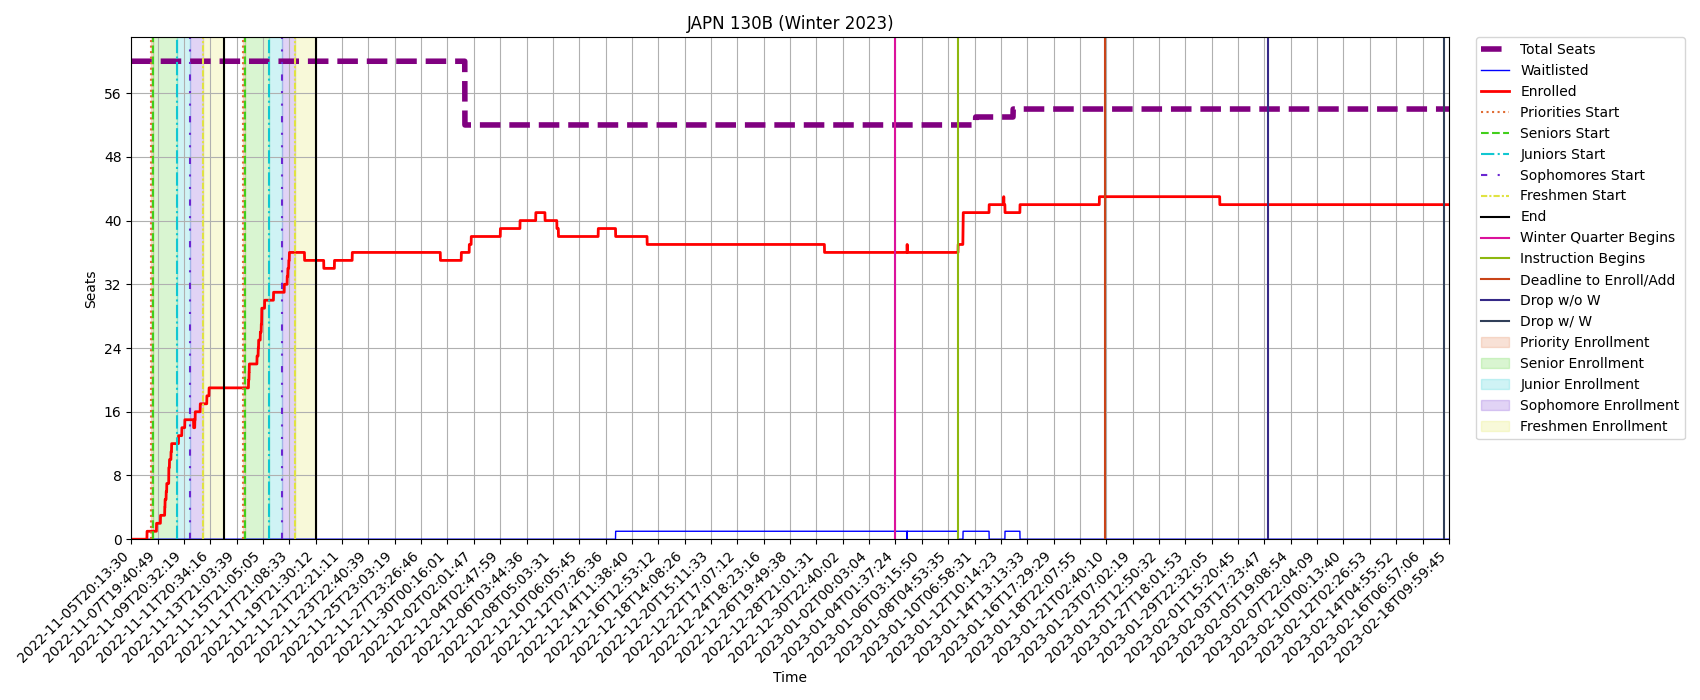 JAPN 130B (Winter 2023)
Total Seats
Waitlisted
Enrolled
Priorities Start
Seniors Start
Juniors Start
Sophomores Start
Freshmen Start
End
Winter Quarter Begins
Instruction Begins
Deadline to Enroll/Add
Drop w/o W
Drop w/ W
Priority Enrollment
Senior Enrollment
Junior Enrollment
Sophomore Enrollment
Freshmen Enrollment
Seats
56
48
40
32
24
16
8
0
2022-11-05T20:13:30
2022-11-07T19:40:49
2022-11-09T20:32:19
2022-11-11T20:34:16
2022-11-13T21:03:39
2022-11-15T21:05:05
2022-11-17T21:08:33
2022-11-19T21:30:12
2022-11-21T22:21:11
2022-11-23T22:40:39
2022-11-25T23:03:19
2022-11-27T23:26:46
2022-11-30T00:16:01
2022-12-02T02:01:47
2022-12-04T02:47:59
2022-12-06T03:44:36
2022-12-08T05:03:31
2022-12-10T06:05:45
2022-12-12T07:26:36
2022-12-14T11:38:40
2022-12-16T12:53:12
2022-12-18T14:08:26
2022-12-20T15:11:33
2022-12-22T17:07:12
2022-12-24T18:23:16
2022-12-26T19:49:38
2022-12-28T21:01:31
2022-12-30T22:40:02
2023-01-02T00:03:04
2023-01-04T01:37:24
2023-01-06T03:15:50
2023-01-08T04:53:35
2023-01-10T06:58:31
2023-01-12T10:14:23
2023-01-14T13:13:33
2023-01-16T17:29:29
2023-01-18T22:07:55
2023-01-21T02:40:10
2023-01-23T07:02:19
2023-01-25T12:50:32
2023-01-27T18:01:53
2023-01-29T22:32:05
2023-02-01T15:20:45
2023-02-03T17:23:47
2023-02-05T19:08:54
2023-02-07T22:04:09
2023-02-10T00:13:40
2023-02-12T02:26:53
2023-02-14T04:55:52
2023-02-16T06:57:06
2023-02-18T09:59:45
Time